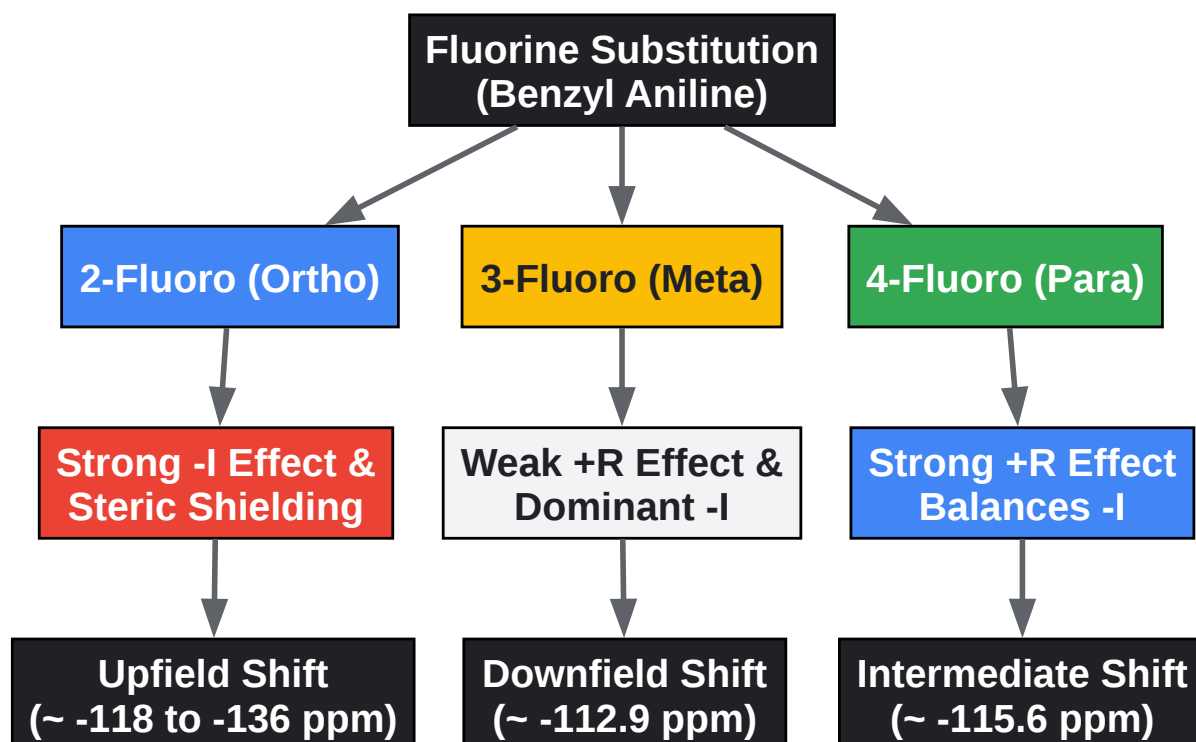 Fluorine Substitution
(Benzyl Aniline)
2-Fluoro (Ortho)
3-Fluoro (Meta)
4-Fluoro (Para)
Strong -I Effect &
Steric Shielding
Weak +R Effect &
Dominant -I
Strong +R Effect
Balances -I
Upfield Shift
(~ -118 to -136 ppm)
Downfield Shift
(~ -112.9 ppm)
Intermediate Shift
(~ -115.6 ppm)